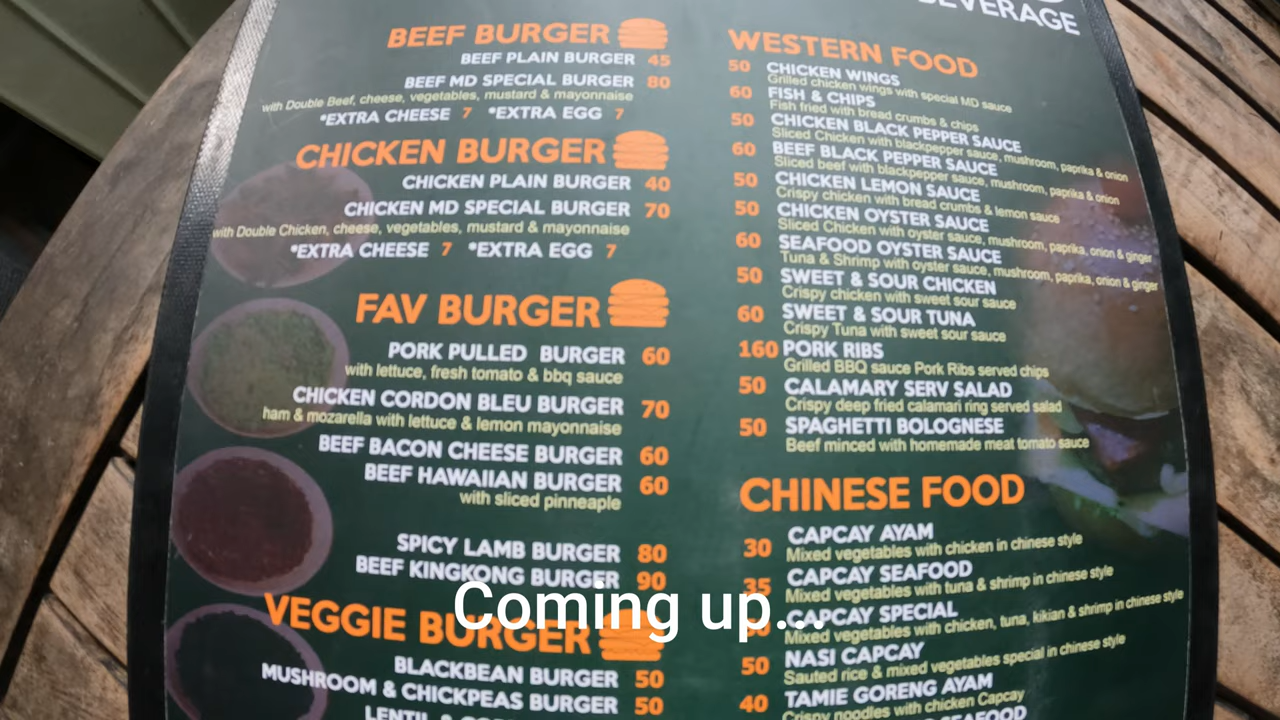 BEVERAGE
BEEF BURGER
BEEF PLAIN BURGER 45
BEEF MD SPECIAL BURGER 80
with Double Beef, cheese, vegetables, mustard & mayonnaise
*EXTRA CHEESE 7 *EXTRA EGG 7
CHICKEN BURGER
CHICKEN PLAIN BURGER 40
CHICKEN MD SPECIAL BURGER 70
with Double Chicken, cheese, vegetables, mustard & mayonnaise
*EXTRA CHEESE 7 *EXTRA EGG 7
FAV BURGER
PORK PULLED BURGER 60
with lettuce, fresh tomato & bbq sauce
CHICKEN CORDON BLEU BURGER 70
ham & mozarella with lettuce & lemon mayonnaise
BEEF BACON CHEESE BURGER 60
BEEF HAWAIIAN BURGER 60
with sliced pinneaple
SPICY LAMB BURGER 80
BEEF KINGKONG BURGER 90
VEGGIE BURGER
BLACKBEAN BURGER 50
MUSHROOM & CHICKPEAS BURGER 50
LENTIL &
WESTERN FOOD
50 CHICKEN WINGS
Grilled chicken wings with special MD sauce
60 FISH & CHIPS
Fish fried with bread crumbs & chips
50 CHICKEN BLACK PEPPER SAUCE
Sliced Chicken with blackpepper sauce, mushroom, paprika & onion
60 BEEF BLACK PEPPER SAUCE
Sliced beef with blackpepper sauce, mushroom, paprika & onion
50 CHICKEN LEMON SAUCE
Crispy chicken with bread crumbs & lemon sauce
50 CHICKEN OYSTER SAUCE
Sliced Chicken with oyster sauce, mushroom, paprika, onion & ginger
60 SEAFOOD OYSTER SAUCE
Tuna & Shrimp with oyster sauce, mushroom, paprika, onion & ginger
50 SWEET & SOUR CHICKEN
Crispy chicken with sweet sour sauce
60 SWEET & SOUR TUNA
Crispy Tuna with sweet sour sauce
160 PORK RIBS
Grilled BBQ sauce Pork Ribs served chips
50 CALAMARY SERV SALAD
Crispy deep fried calamari ring served salad
50 SPAGHETTI BOLOGNESE
Beef minced with homemade meat tomato sauce
CHINESE FOOD
30 CAPCAY AYAM
Mixed vegetables with chicken in chinese style
35 CAPCAY SEAFOOD
Mixed vegetables with tuna & shrimp in chinese style
CAPCAY SPECIAL
Mixed vegetables with chicken, tuna, kikian & shrimp in chinese style
50 NASI CAPCAY
Sauted rice & mixed vegetables special in chinese style
40 TAMIE GORENG AYAM
Crispy noodles with chicken Capcay
SEAFOOD
Coming up...